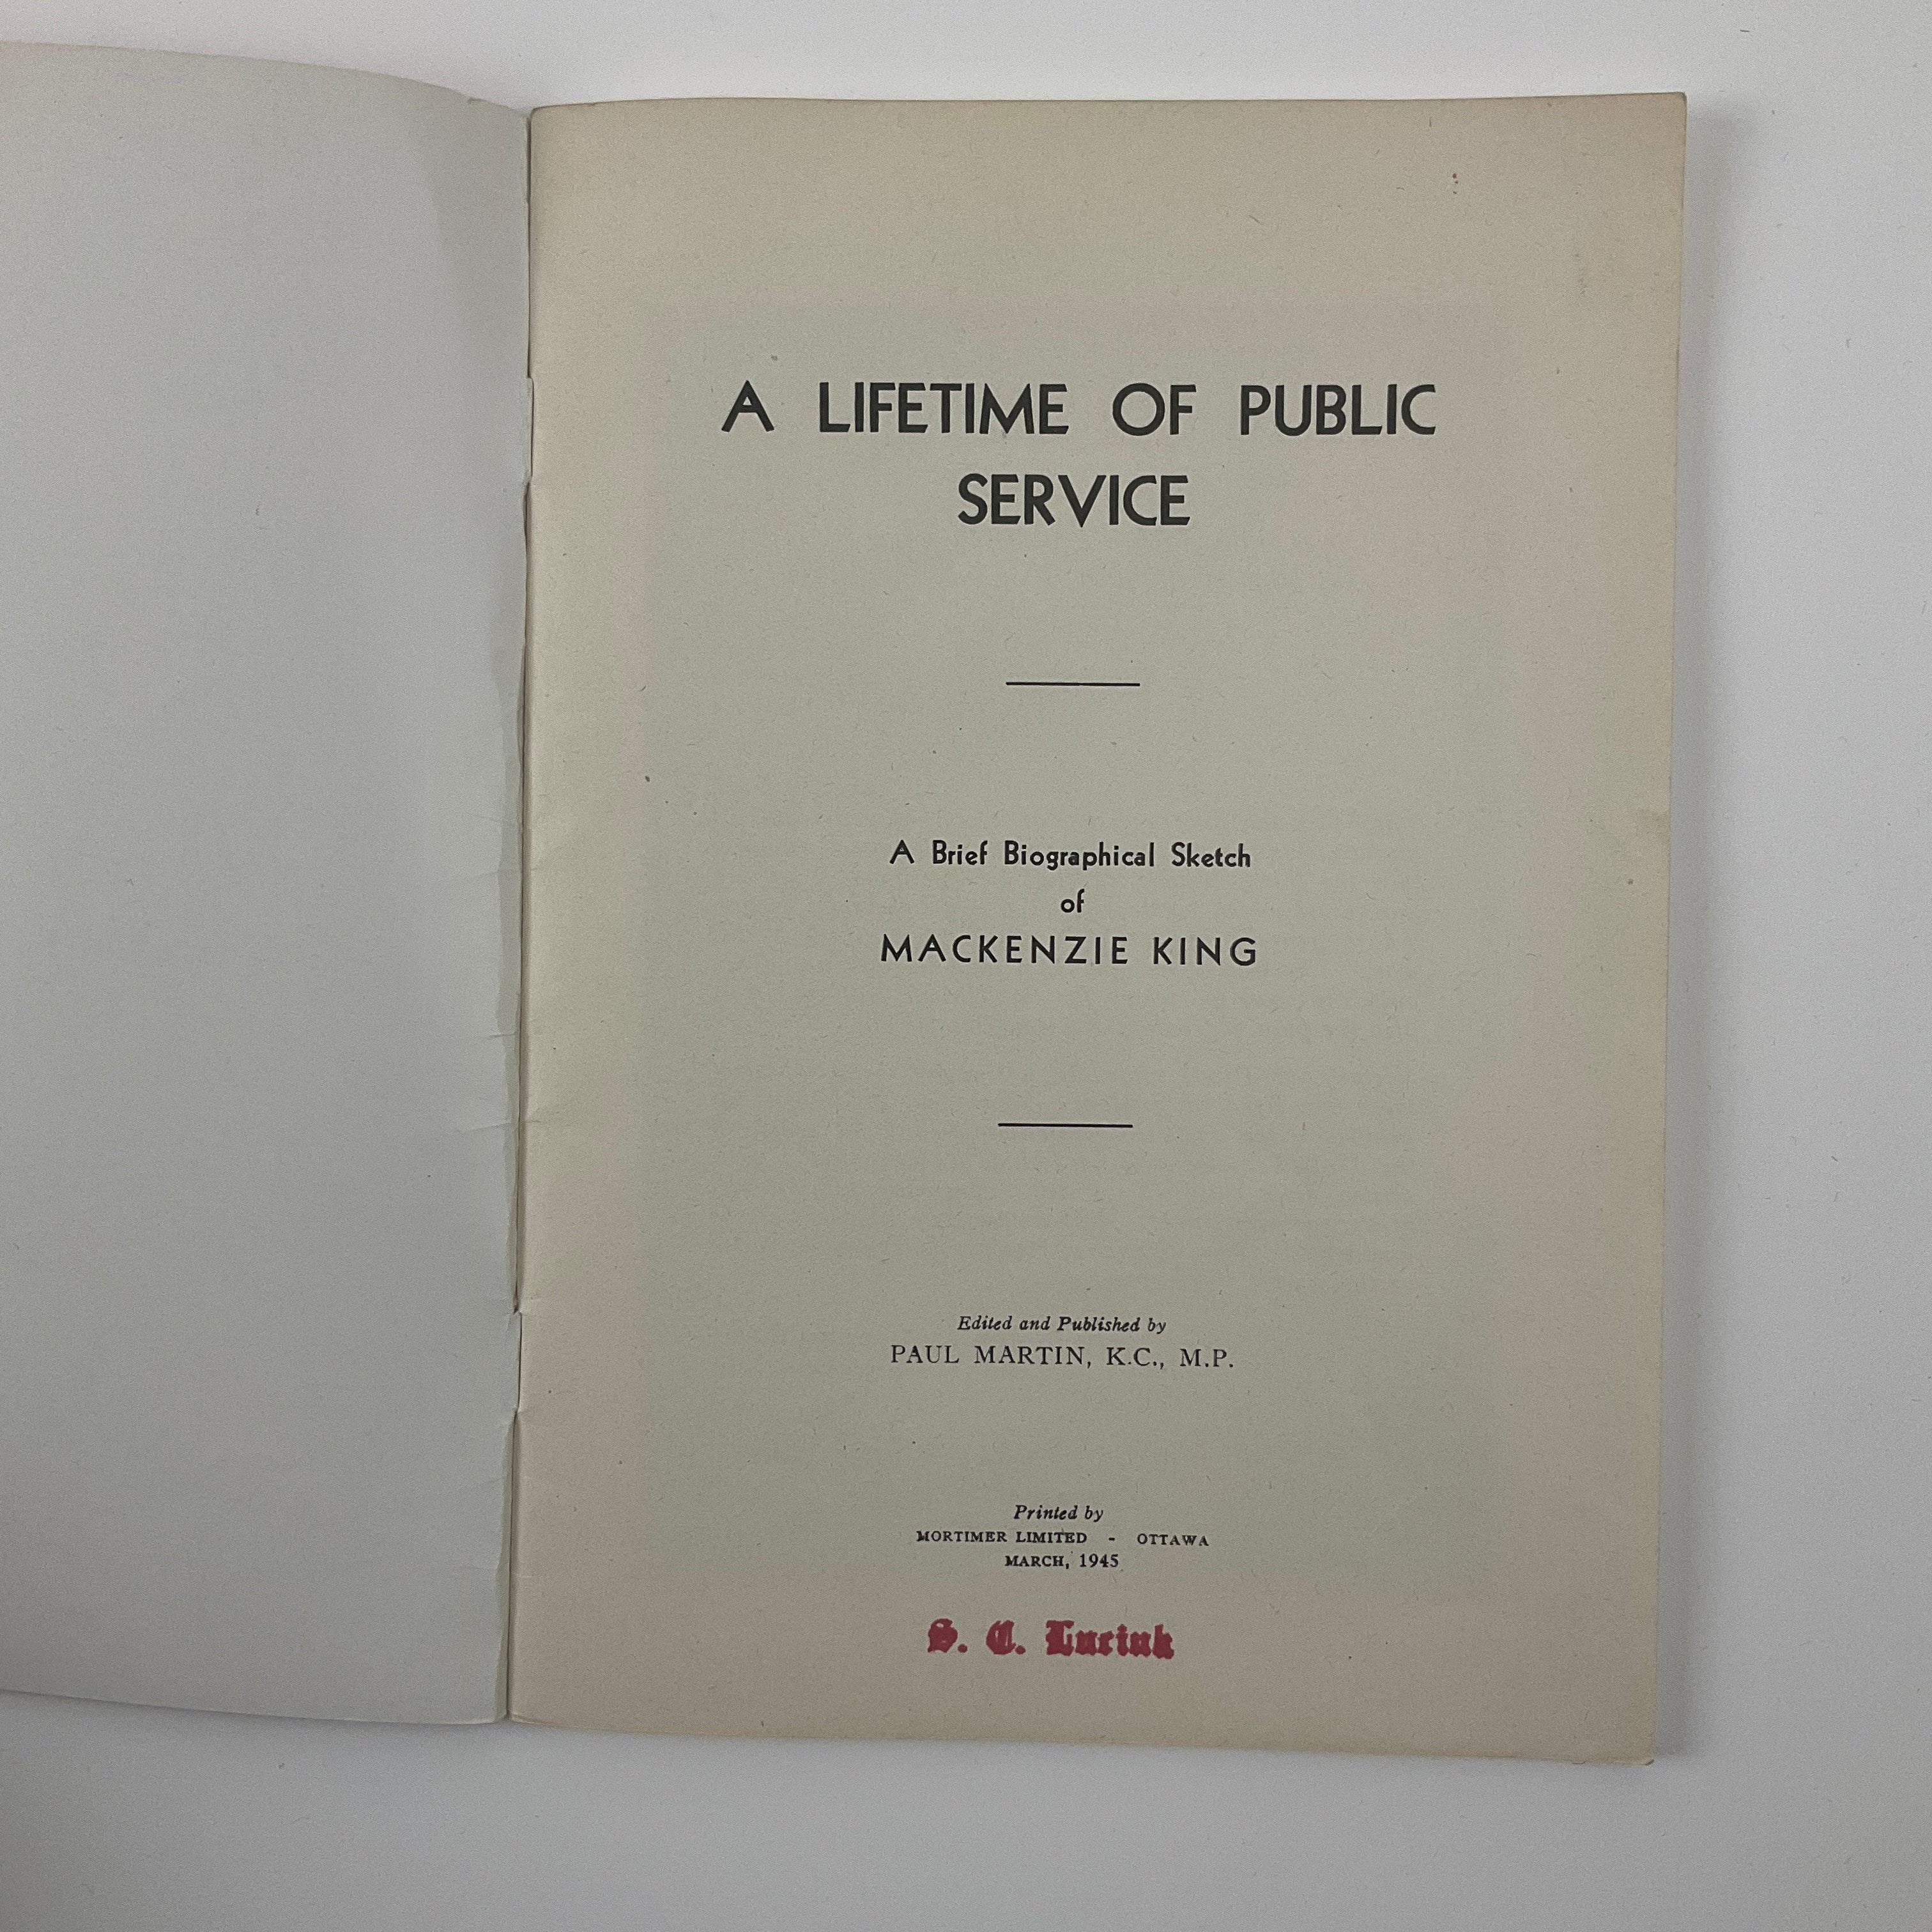 A LIFETIME OF PUBLIC
SERVICE
A Brief Biographical Sketch
of
MACKENZIE KING
Edited and Published by
PAUL MARTIN, K.C., M.P.
Printed by
MORTIMER LIMITED - OTTAWA
MARCH, 1945
S. C.